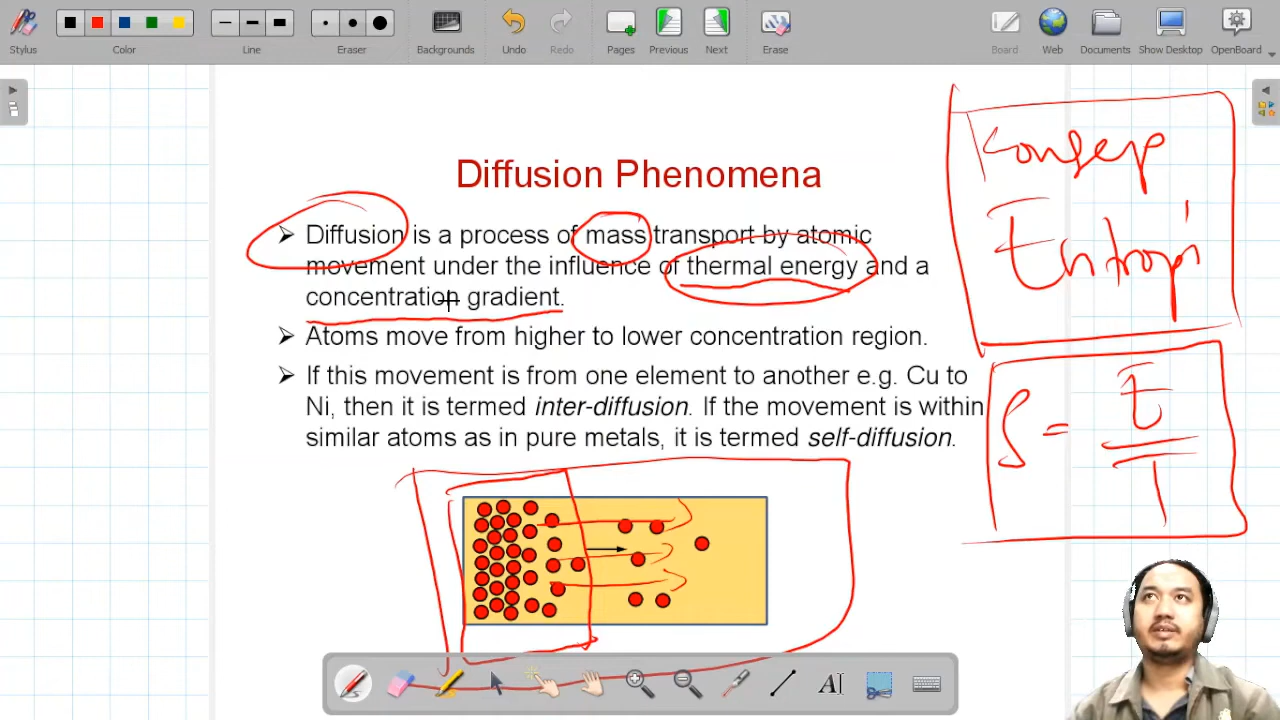 Stylus
Color
Line
Eraser
Backgrounds
Undo
Redo
Pages
Previous
Next
Erase
Board
Web
Documents
Show Desktop
OpenBoard
Diffusion Phenomena
➢ Diffusion is a process of mass transport by atomic
movement under the influence of thermal energy and a
concentration gradient.
➢ Atoms move from higher to lower concentration region.
➢ If this movement is from one element to another e.g. Cu to
Ni, then it is termed inter-diffusion. If the movement is within
similar atoms as in pure metals, it is termed self-diffusion.
Konsep
Entropi
S = E
T